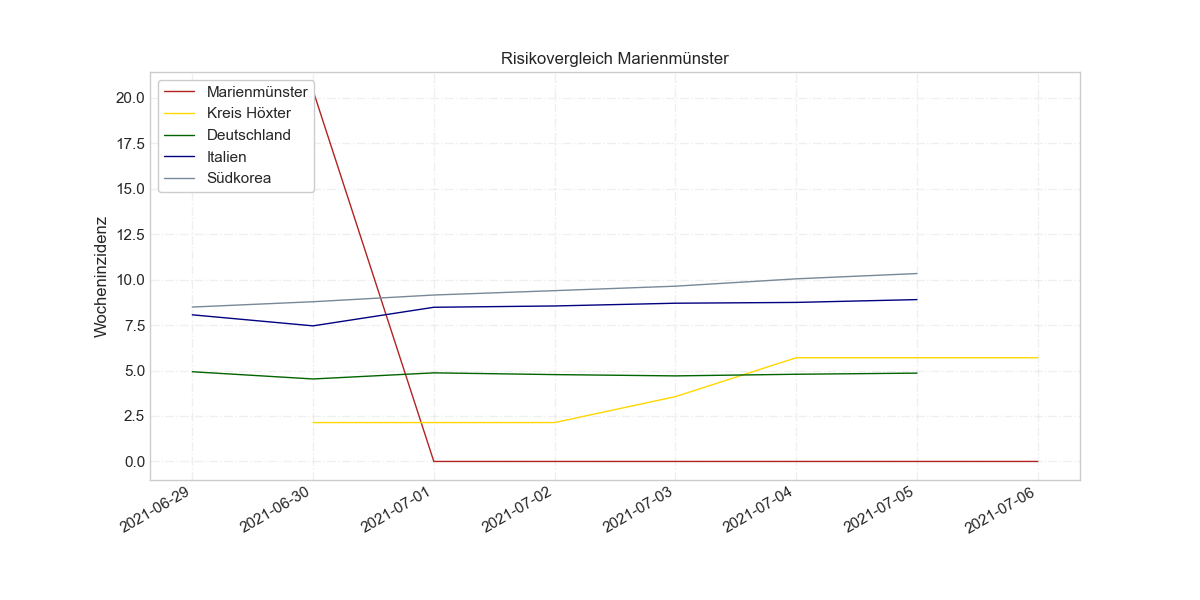 Risikovergleich Marienmünster
Marienmünster
Kreis Höxter
Deutschland
Italien
Südkorea
Wocheninzidenz
20.0
17.5
15.0
12.5
10.0
7.5
5.0
2.5
0.0
2021-06-29
2021-06-30
2021-07-01
2021-07-02
2021-07-03
2021-07-04
2021-07-05
2021-07-06